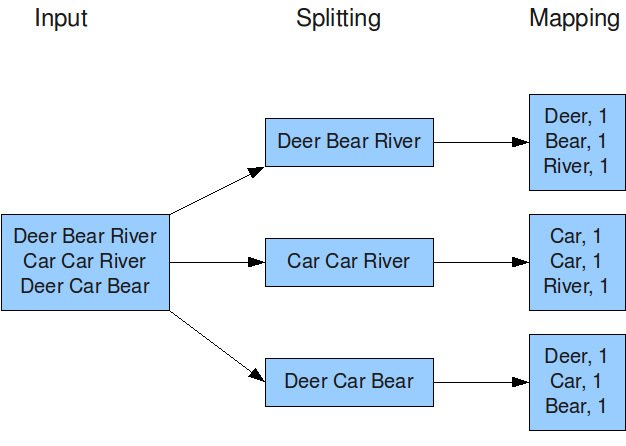 Input
Splitting
Mapping
Deer Bear River
Car Car River
Deer Car Bear
Deer Bear River
Car Car River
Deer Car Bear
Deer, 1
Bear, 1
River, 1
Car, 1
Car, 1
River, 1
Deer, 1
Car, 1
Bear, 1